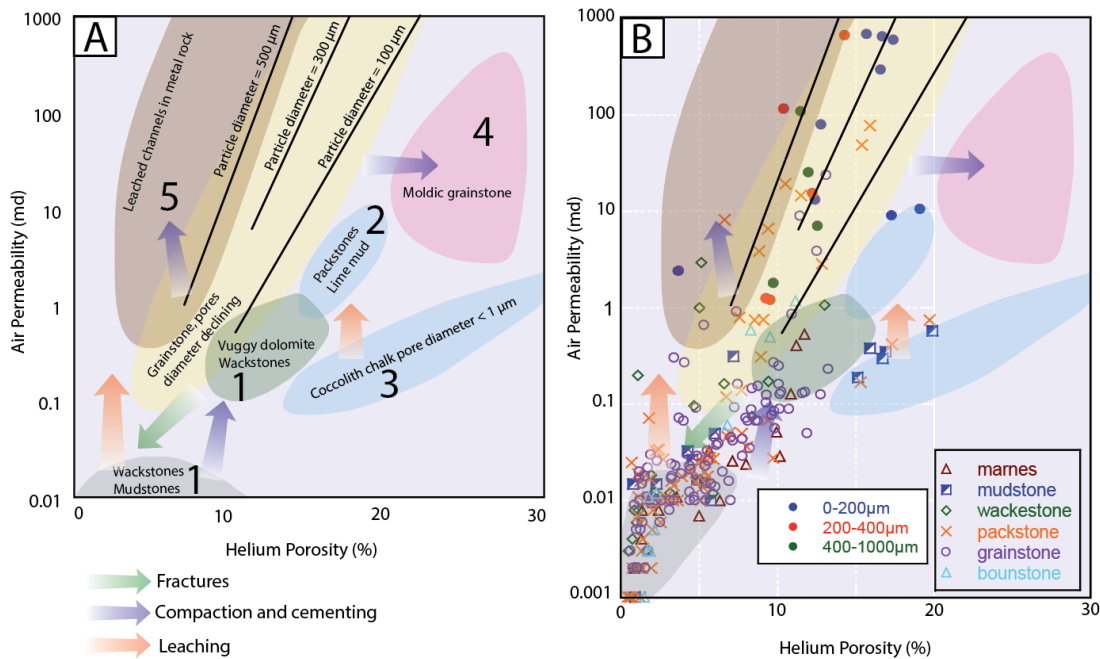 A
1000
100
10
1
0.1
0.01
Air Permeability (md)
0
10
20
30
Helium Porosity (%)
Leached channels in metal rock
5
Particle diameter = 500 µm
Particle diameter = 300 µm
Particle diameter = 100 µm
4
Moldic grainstone
2
Packstones
Lime mud
Grainstone, pores
diameter declining
Vuggy dolomite
Wackstones
1
Coccolith chalk pore diameter < 1 µm
3
Wackstones
Mudstones
1
Fractures
Compaction and cementing
Leaching
B
1000
100
10
1
0.1
0.01
0.001
Air Permeability (md)
0
10
20
30
Helium Porosity (%)
0-200µm
200-400µm
400-1000µm
marnes
mudstone
wackestone
packstone
grainstone
bounstone